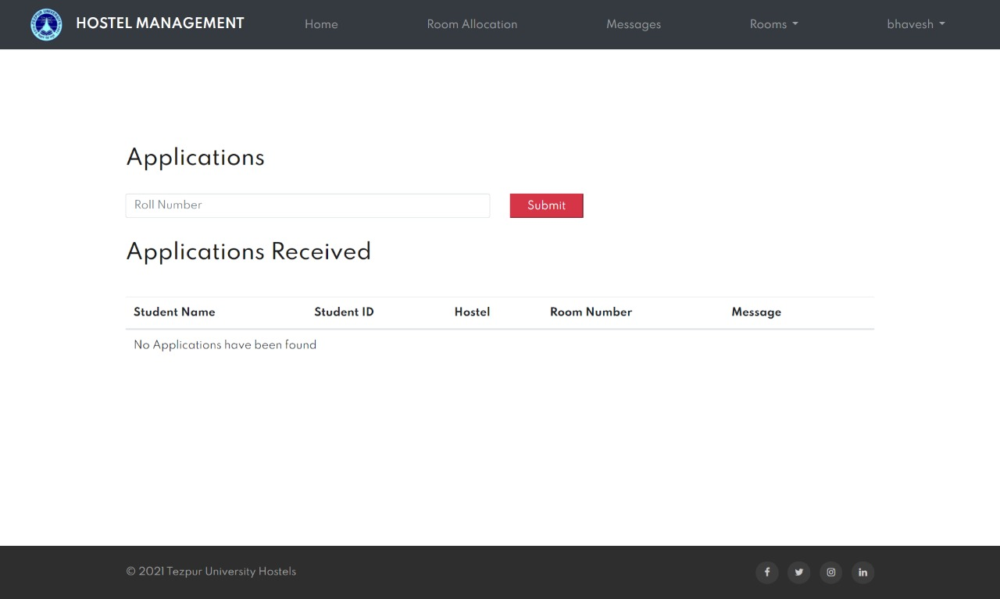 HOSTEL MANAGEMENT Home Room Allocation Messages Rooms bhavesh
Applications
Roll Number Submit
Applications Received
Student Name Student ID Hostel Room Number Message
No Applications have been found
© 2021 Tezpur University Hostels